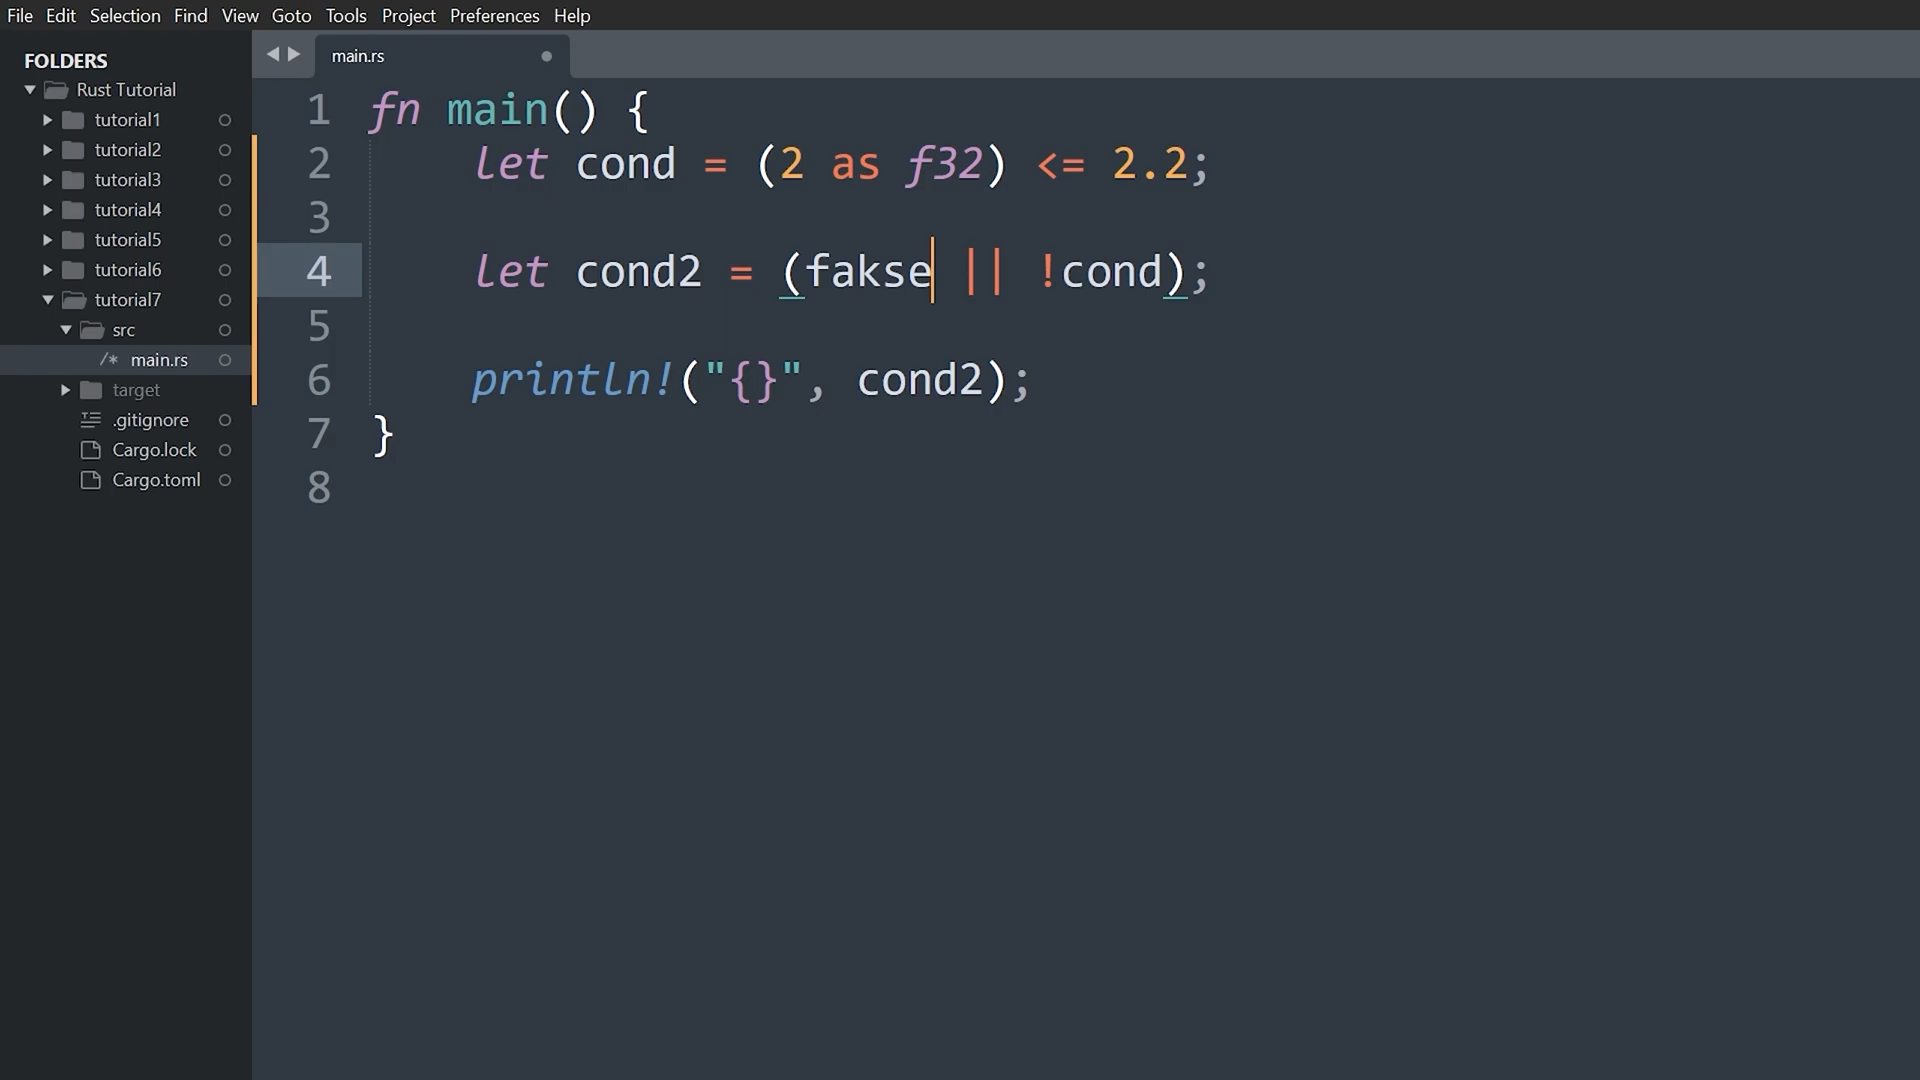 File Edit Selection Find View Goto Tools Project Preferences Help
FOLDERS
Rust Tutorial
tutorial1
tutorial2
tutorial3
tutorial4
tutorial5
tutorial6
tutorial7
src
/* main.rs
target
.gitignore
Cargo.lock
Cargo.toml
main.rs
1 fn main() {
2 let cond = (2 as f32) <= 2.2;
3
4 let cond2 = (fakse || !cond);
5
6 println!("{}", cond2);
7 }
8